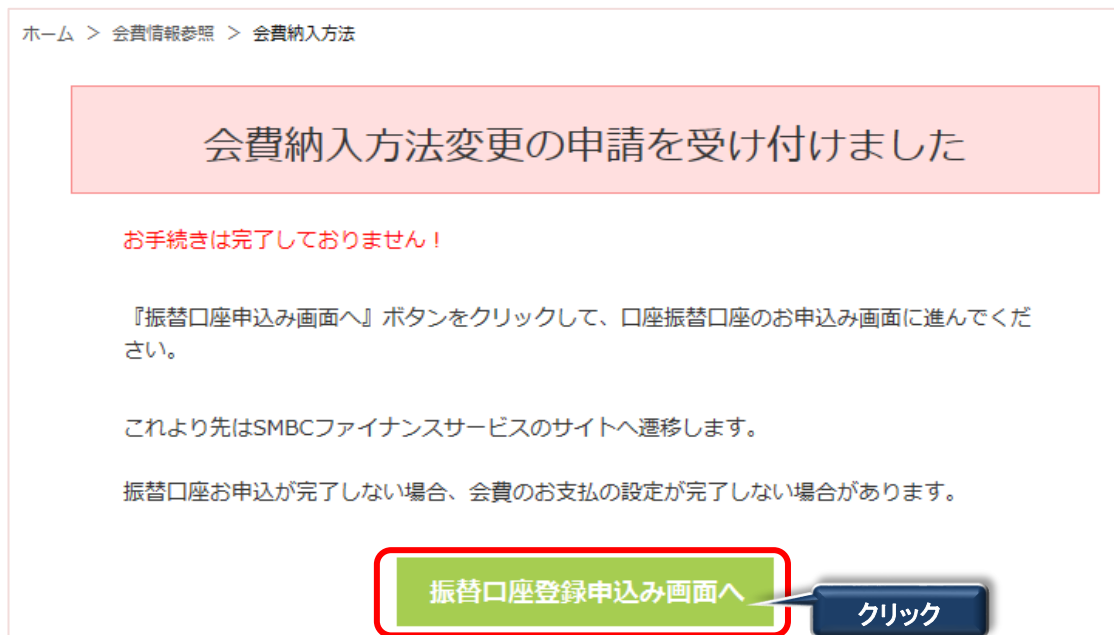 ホーム > 会費情報参照 > 会費納入方法
会費納入方法変更の申請を受け付けました
お手続きは完了しておりません！
『振替口座申込み画面へ』ボタンをクリックして、口座振替口座のお申込み画面に進んでくだ
さい。
これより先はSMBCファイナンスサービスのサイトへ遷移します。
振替口座お申込が完了しない場合、会費のお支払の設定が完了しない場合があります。
振替口座登録申込み画面へ
クリック